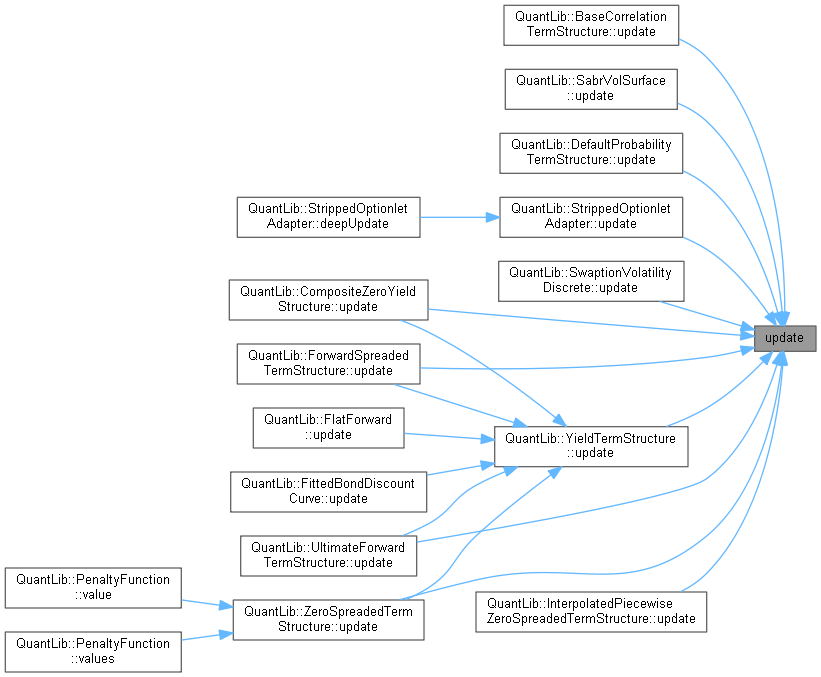 QuantLib::BaseCorrelation
TermStructure::update
QuantLib::SabrVolSurface
::update
QuantLib::DefaultProbability
TermStructure::update
QuantLib::StrippedOptionlet
Adapter::deepUpdate
QuantLib::StrippedOptionlet
Adapter::update
QuantLib::SwaptionVolatility
Discrete::update
QuantLib::CompositeZeroYield
Structure::update
update
QuantLib::ForwardSpreaded
TermStructure::update
QuantLib::FlatForward
::update
QuantLib::YieldTermStructure
::update
QuantLib::FittedBondDiscount
Curve::update
QuantLib::UltimateForward
TermStructure::update
QuantLib::PenaltyFunction
::value
QuantLib::ZeroSpreadedTerm
Structure::update
QuantLib::InterpolatedPiecewise
ZeroSpreadedTermStructure::update
QuantLib::PenaltyFunction
::values